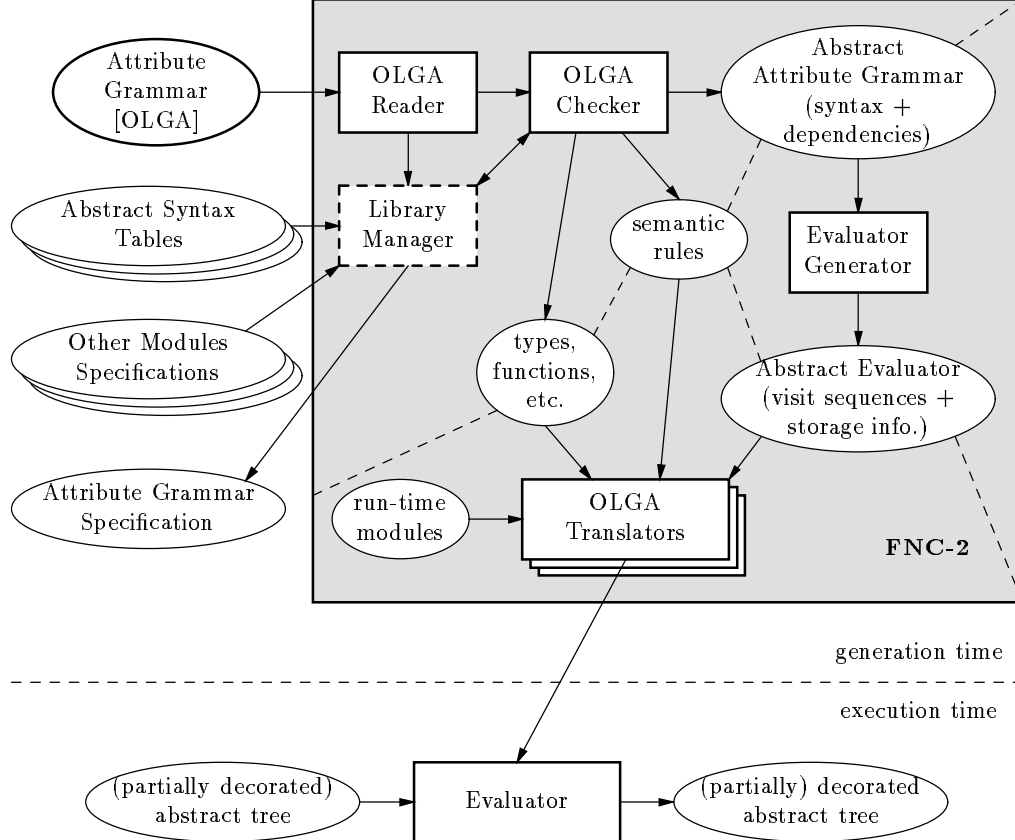 Attribute
Grammar
[OLGA]
OLGA
Reader
OLGA
Checker
Abstract
Attribute Grammar
(syntax +
dependencies)
Abstract Syntax
Tables
Library
Manager
semantic
rules
Evaluator
Generator
Other Modules
Specifications
types,
functions,
etc.
Abstract Evaluator
(visit sequences +
storage info.)
Attribute Grammar
Specification
run-time
modules
OLGA
Translators
FNC-2
generation time
execution time
(partially decorated)
abstract tree
Evaluator
(partially) decorated
abstract tree